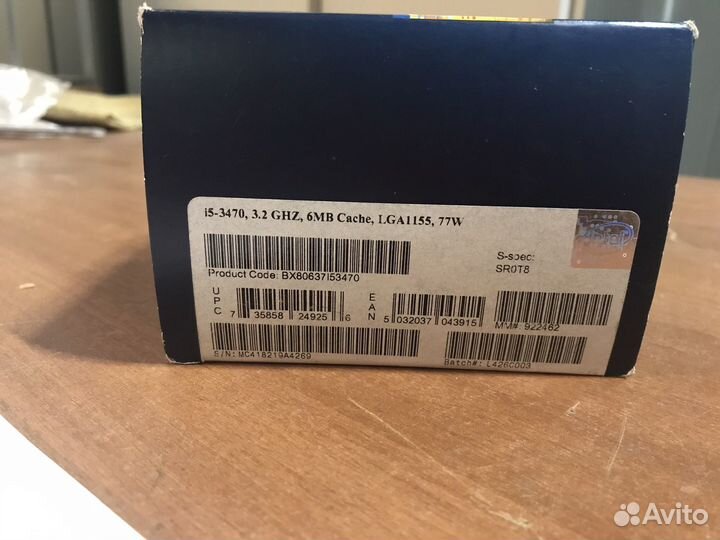 i5-3470, 3.2 GHZ, 6MB Cache, LGA1155, 77W
intel
S-spec:
SR0T8
Product Code: BX80637I53470
UPC
7 35858 24925 6
EAN
5 032037 043915
MM# 922462
S/N: MC418219A4269
Batch#: L426C003
Avito